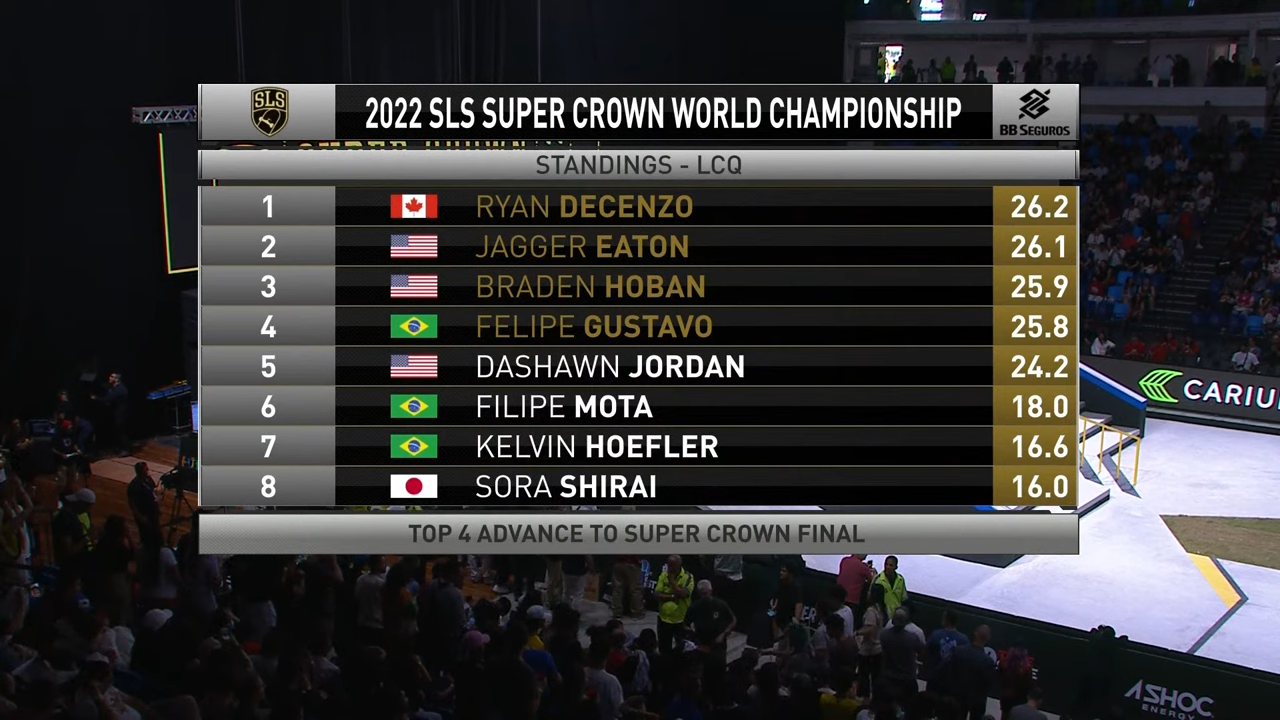 SLS
2022 SLS SUPER CROWN WORLD CHAMPIONSHIP
BB SEGUROS
STANDINGS - LCQ
1 RYAN DECENZO 26.2
2 JAGGER EATON 26.1
3 BRADEN HOBAN 25.9
4 FELIPE GUSTAVO 25.8
5 DASHAWN JORDAN 24.2
6 FILIPE MOTA 18.0
7 KELVIN HOEFLER 16.6
8 SORA SHIRAI 16.0
TOP 4 ADVANCE TO SUPER CROWN FINAL
CARIU
ASHOC
ENERGY